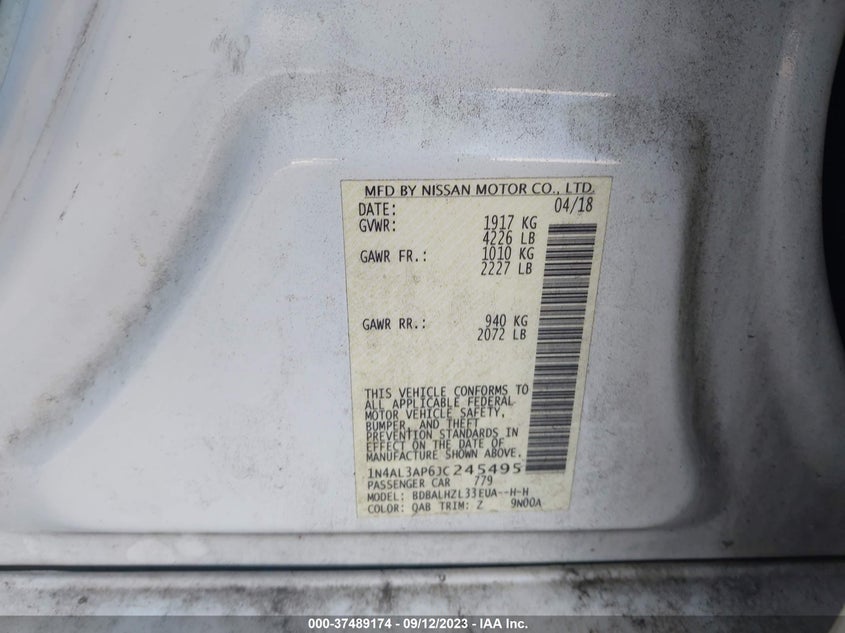 MFD BY NISSAN MOTOR CO., LTD.
DATE: 04/18
GVWR: 1917 KG
4226 LB
GAWR FR.: 1010 KG
2227 LB
GAWR RR.: 940 KG
2072 LB
THIS VEHICLE CONFORMS TO
ALL APPLICABLE FEDERAL
MOTOR VEHICLE SAFETY,
BUMPER, AND THEFT
PREVENTION STANDARDS IN
EFFECT ON THE DATE OF
MANUFACTURE SHOWN ABOVE.
1N4AL3AP6JC245495
PASSENGER CAR 779
MODEL: BDBALHZL33EUA--H-H
COLOR: QAB TRIM: Z 9N00A
000-37489174 - 09/12/2023 - IAA Inc.